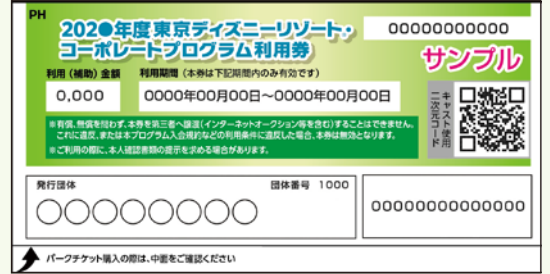 PH
202●年度東京ディズニーリゾート・
コーポレートプログラム利用券
00000000000
サンプル
利用(補助)金額
利用期間(本券は下記期間内のみ有効です)
0,000
0000年00月00日〜0000年00月00日
キャスト使用
二次元コード
※有償、無償を問わず、本券を第三者へ譲渡(インターネットオークション等を含む)することはできません。
これに違反、または本プログラム入会規約などの利用条件に違反した場合、本券は無効となります。
※ご利用の際に、本人確認書類の提示を求める場合があります。
発行団体
団体番号 1000
○○○○○○○○○
00000000000000
パークチケット購入の際は、中面をご確認ください